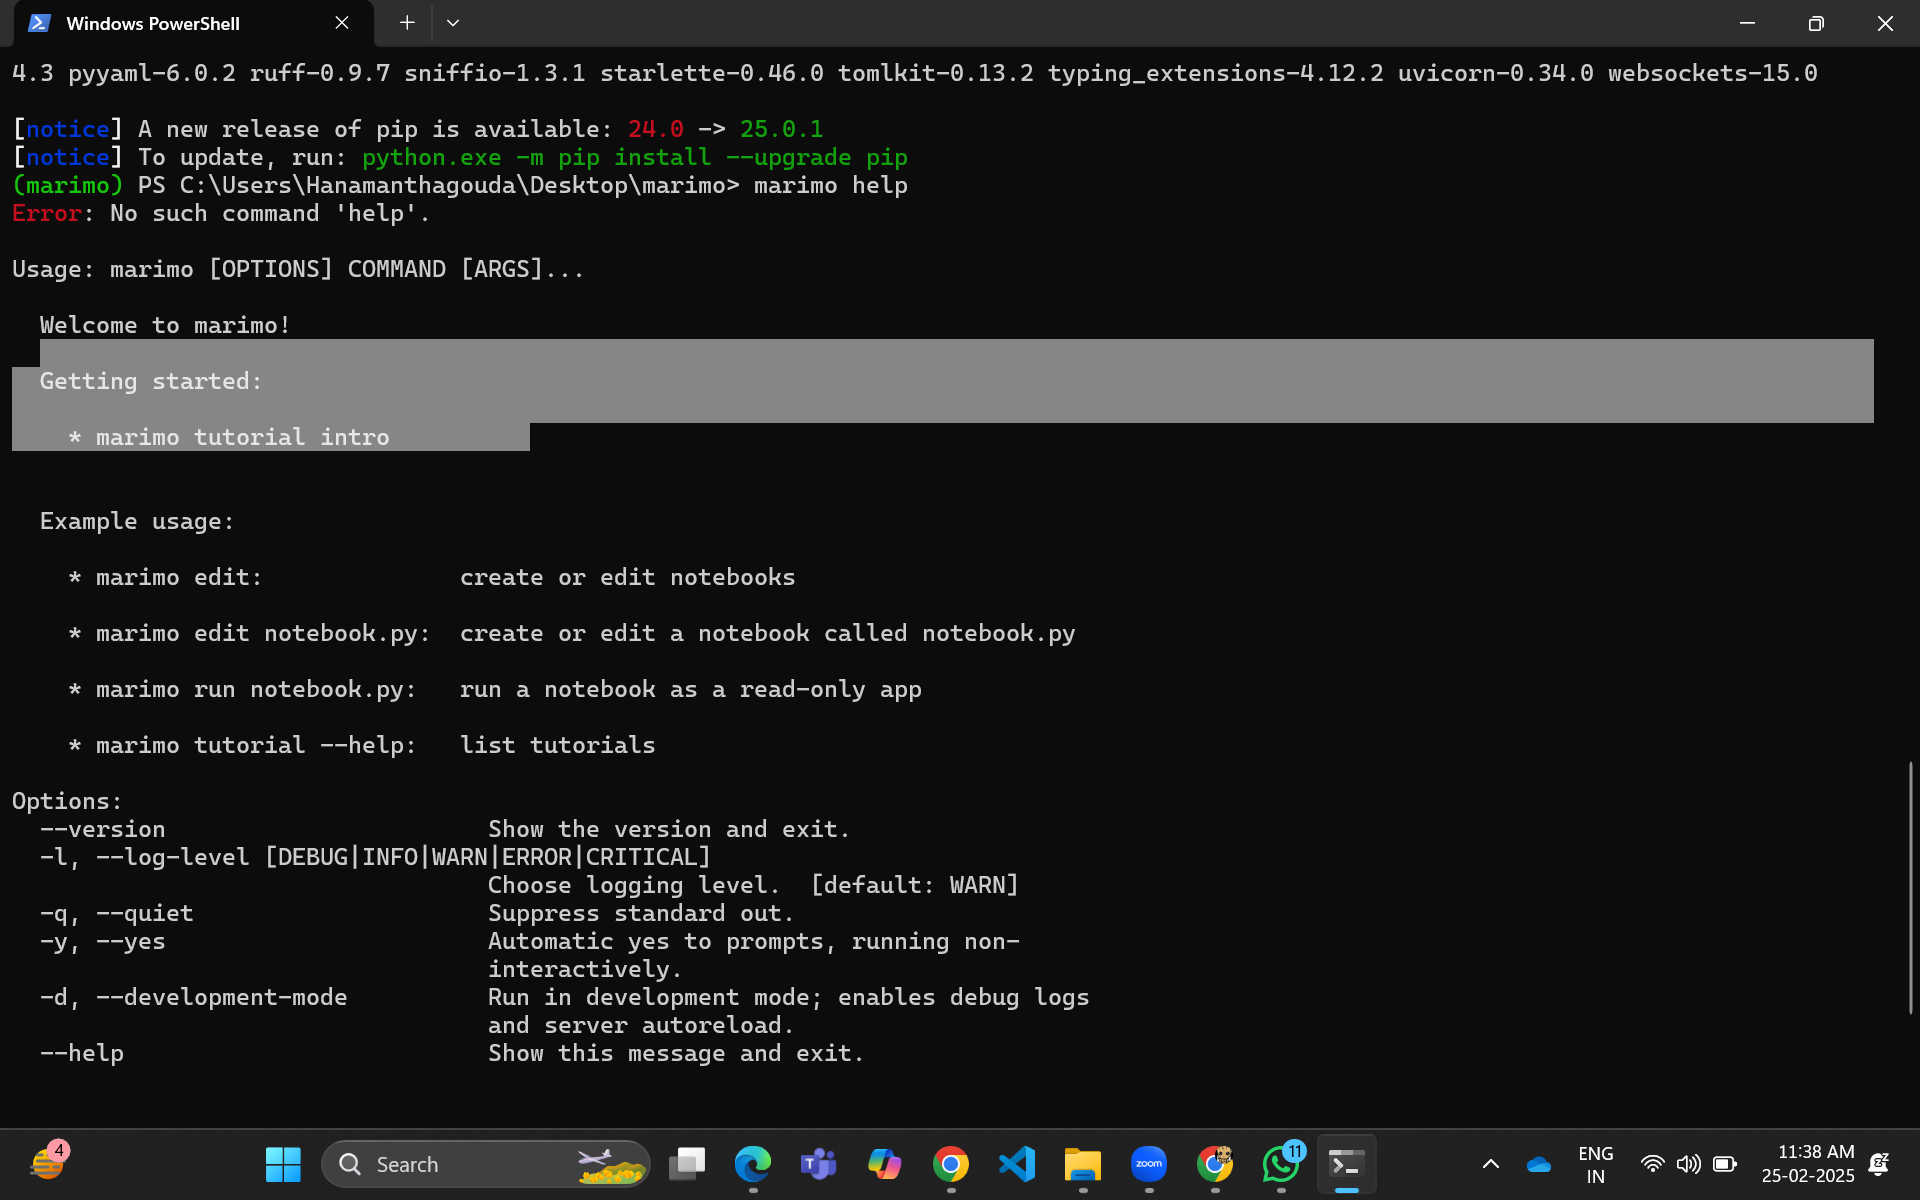 Windows PowerShell
4.3 pyyaml-6.0.2 ruff-0.9.7 sniffio-1.3.1 starlette-0.46.0 tomlkit-0.13.2 typing_extensions-4.12.2 uvicorn-0.34.0 websockets-15.0
[notice] A new release of pip is available: 24.0 -> 25.0.1
[notice] To update, run: python.exe -m pip install --upgrade pip
(marimo) PS C:\Users\Hanamanthagouda\Desktop\marimo> marimo help
Error: No such command 'help'.
Usage: marimo [OPTIONS] COMMAND [ARGS]...
Welcome to marimo!
Getting started:
* marimo tutorial intro
Example usage:
* marimo edit: create or edit notebooks
* marimo edit notebook.py: create or edit a notebook called notebook.py
* marimo run notebook.py: run a notebook as a read-only app
* marimo tutorial --help: list tutorials
Options:
--version Show the version and exit.
-l, --log-level [DEBUG|INFO|WARN|ERROR|CRITICAL]
Choose logging level. [default: WARN]
-q, --quiet Suppress standard out.
-y, --yes Automatic yes to prompts, running non-
interactively.
-d, --development-mode Run in development mode; enables debug logs
and server autoreload.
--help Show this message and exit.
4
Search
zoom
11
ENG
IN
11:38 AM
25-02-2025